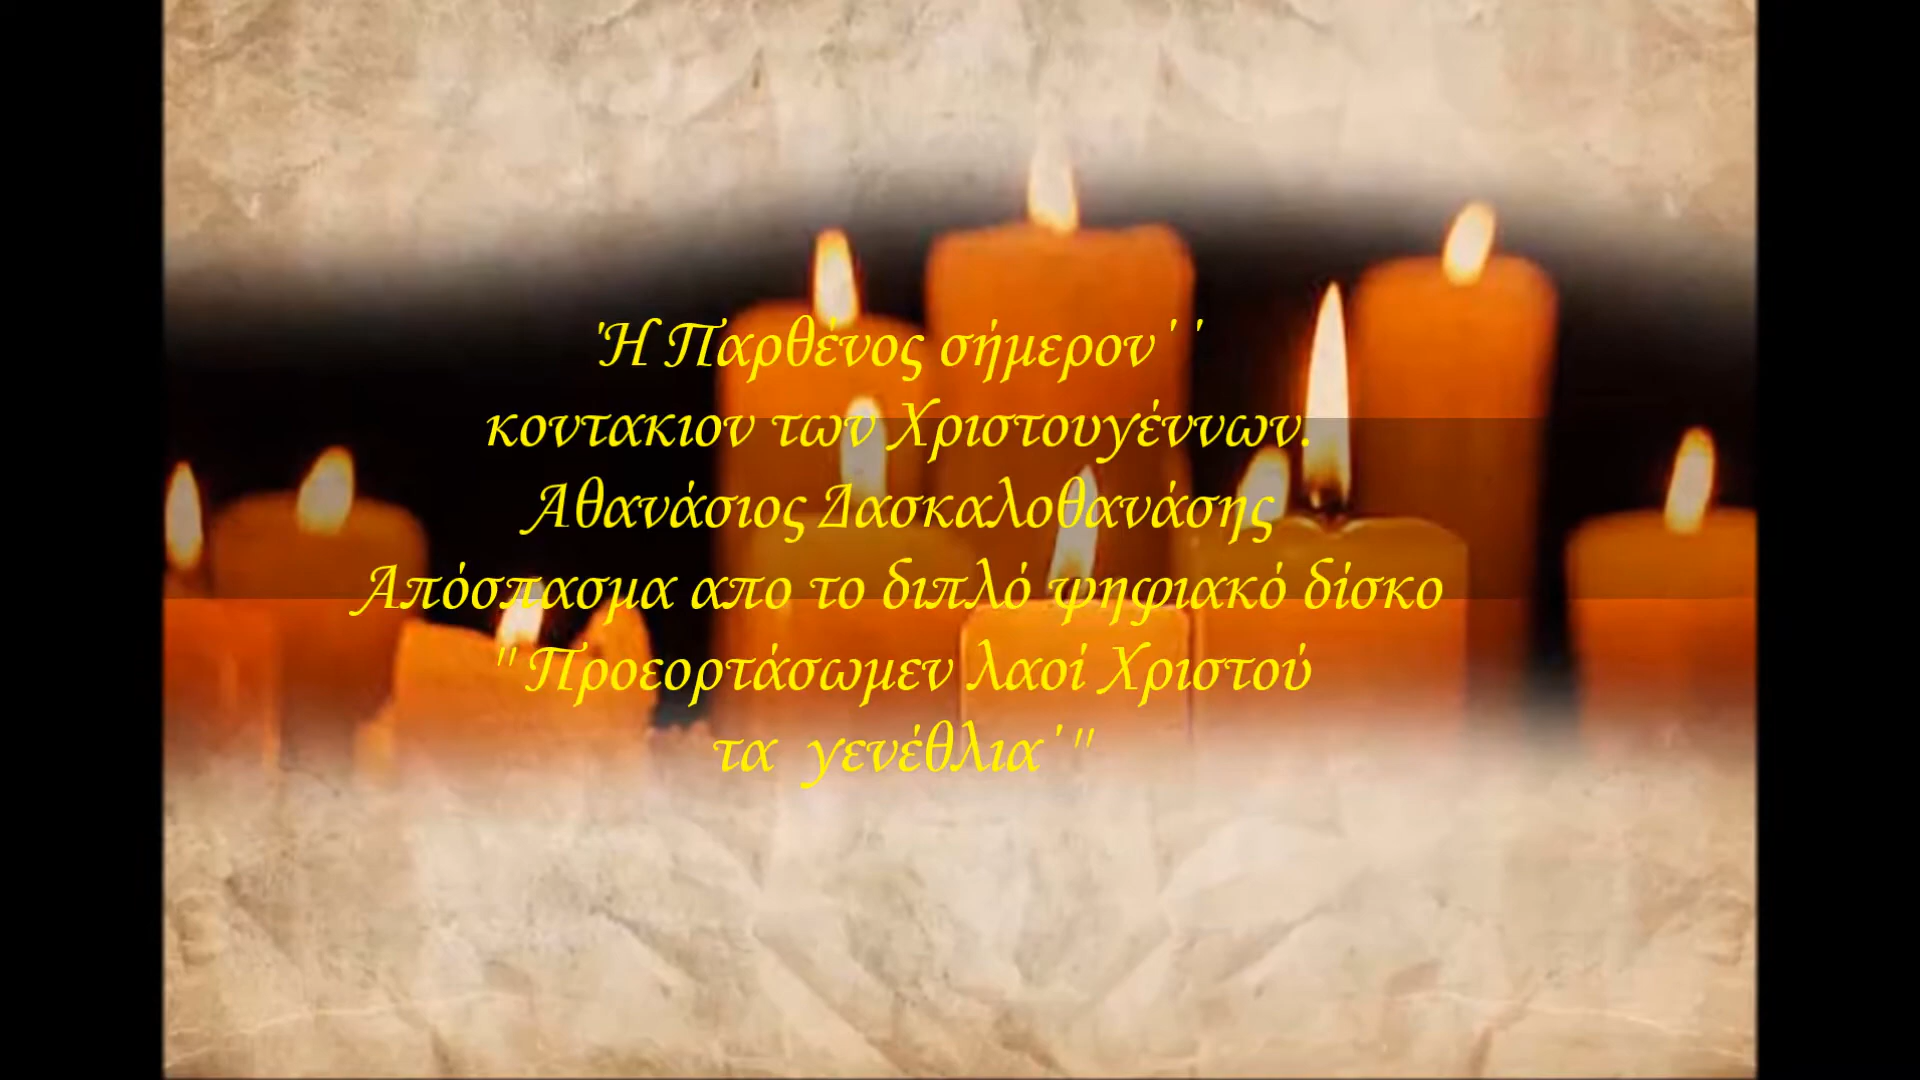 Ή Παρθένος σήμερον΄΄
κοντακιον των Χριστουγέννων.
Αθανάσιος Δασκαλοθανάσης
Απόσπασμα απο το διπλό ψηφιακό δίσκο
" Προεορτάσωμεν λαοί Χριστού
τα γενέθλια΄"